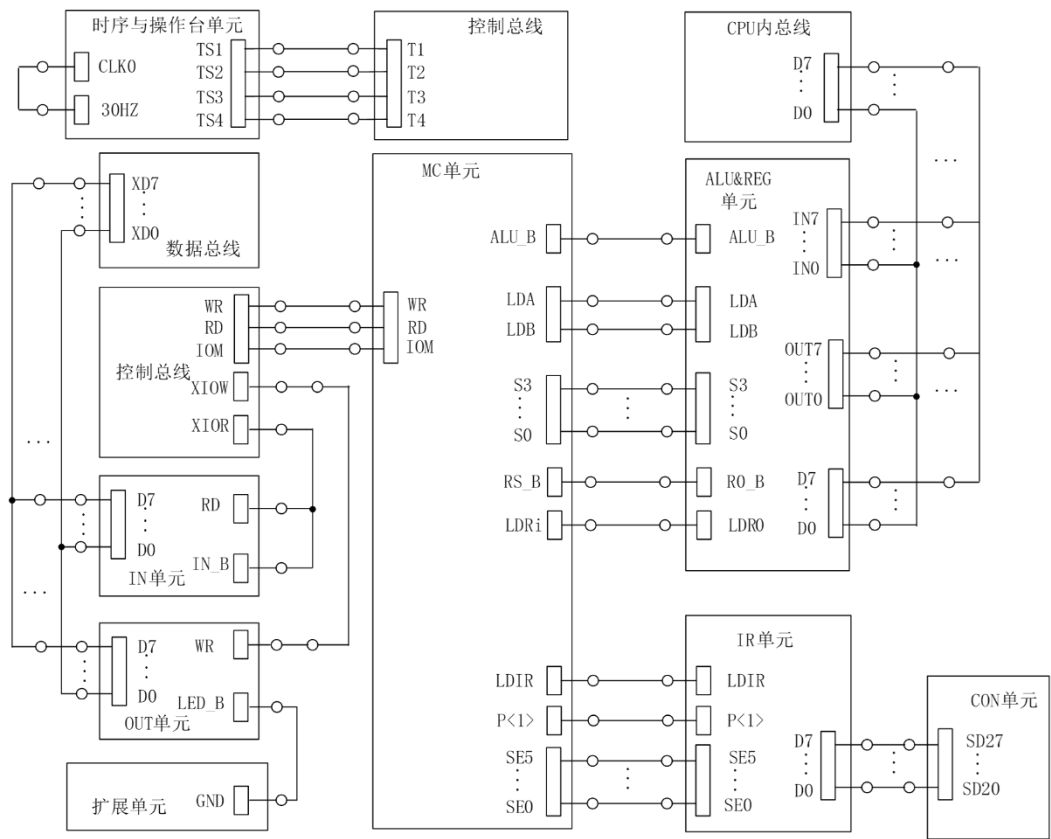 时序与操作台单元
CLK0
30HZ
TS1
TS2
TS3
TS4
控制总线
T1
T2
T3
T4
CPU内总线
D7
⋮
D0
XD7
⋮
XD0
数据总线
WR
RD
IOM
控制总线
XIOW
XIOR
D7
⋮
D0
RD
IN_B
IN单元
D7
⋮
D0
WR
LED_B
OUT单元
扩展单元
GND
MC单元
WR
RD
IOM
ALU_B
LDA
LDB
S3
⋮
S0
RS_B
LDRi
LDIR
P<1>
SE5
⋮
SE0
ALU&REG
单元
ALU_B
LDA
LDB
S3
⋮
S0
R0_B
LDR0
IN7
⋮
IN0
OUT7
⋮
OUT0
D7
⋮
D0
IR单元
LDIR
P<1>
SE5
⋮
SE0
D7
⋮
D0
CON单元
SD27
⋮
SD20